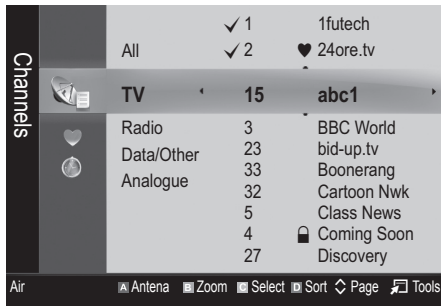 Channels
✓ 1 1futech
All ✓ 2 ♥ 24ore.tv
TV 15 abc1
Radio 3 BBC World
Data/Other 23 bid-up.tv
Analogue 33 Boonerang
32 Cartoon Nwk
5 Class News
4 Coming Soon
27 Discovery
Air A Antena B Zoom C Select D Sort Page Tools